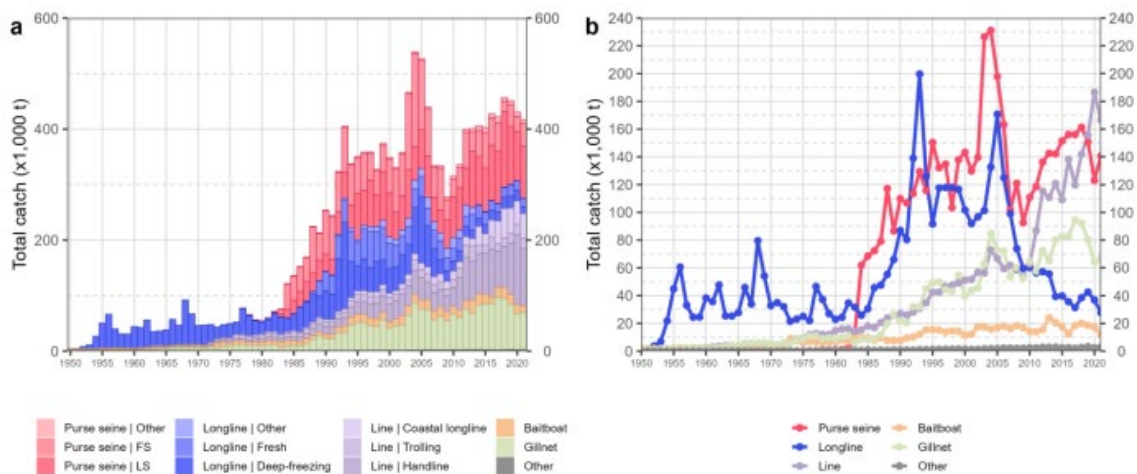 a
Total catch (x1,000 t)
600
400
200
0
600
400
200
0
1950 1955 1960 1965 1970 1975 1980 1985 1990 1995 2000 2005 2010 2015 2020
b
Total catch (x1,000 t)
240
220
200
180
160
140
120
100
80
60
40
20
0
240
220
200
180
160
140
120
100
80
60
40
20
0
1950 1955 1960 1965 1970 1975 1980 1985 1990 1995 2000 2005 2010 2015 2020
Purse seine | Other Longline | Other Line | Coastal longline Baitboat
Purse seine | FS Longline | Fresh Line | Trolling Gillnet
Purse seine | LS Longline | Deep-freezing Line | Handline Other
Purse seine Baitboat
Longline Gillnet
Line Other